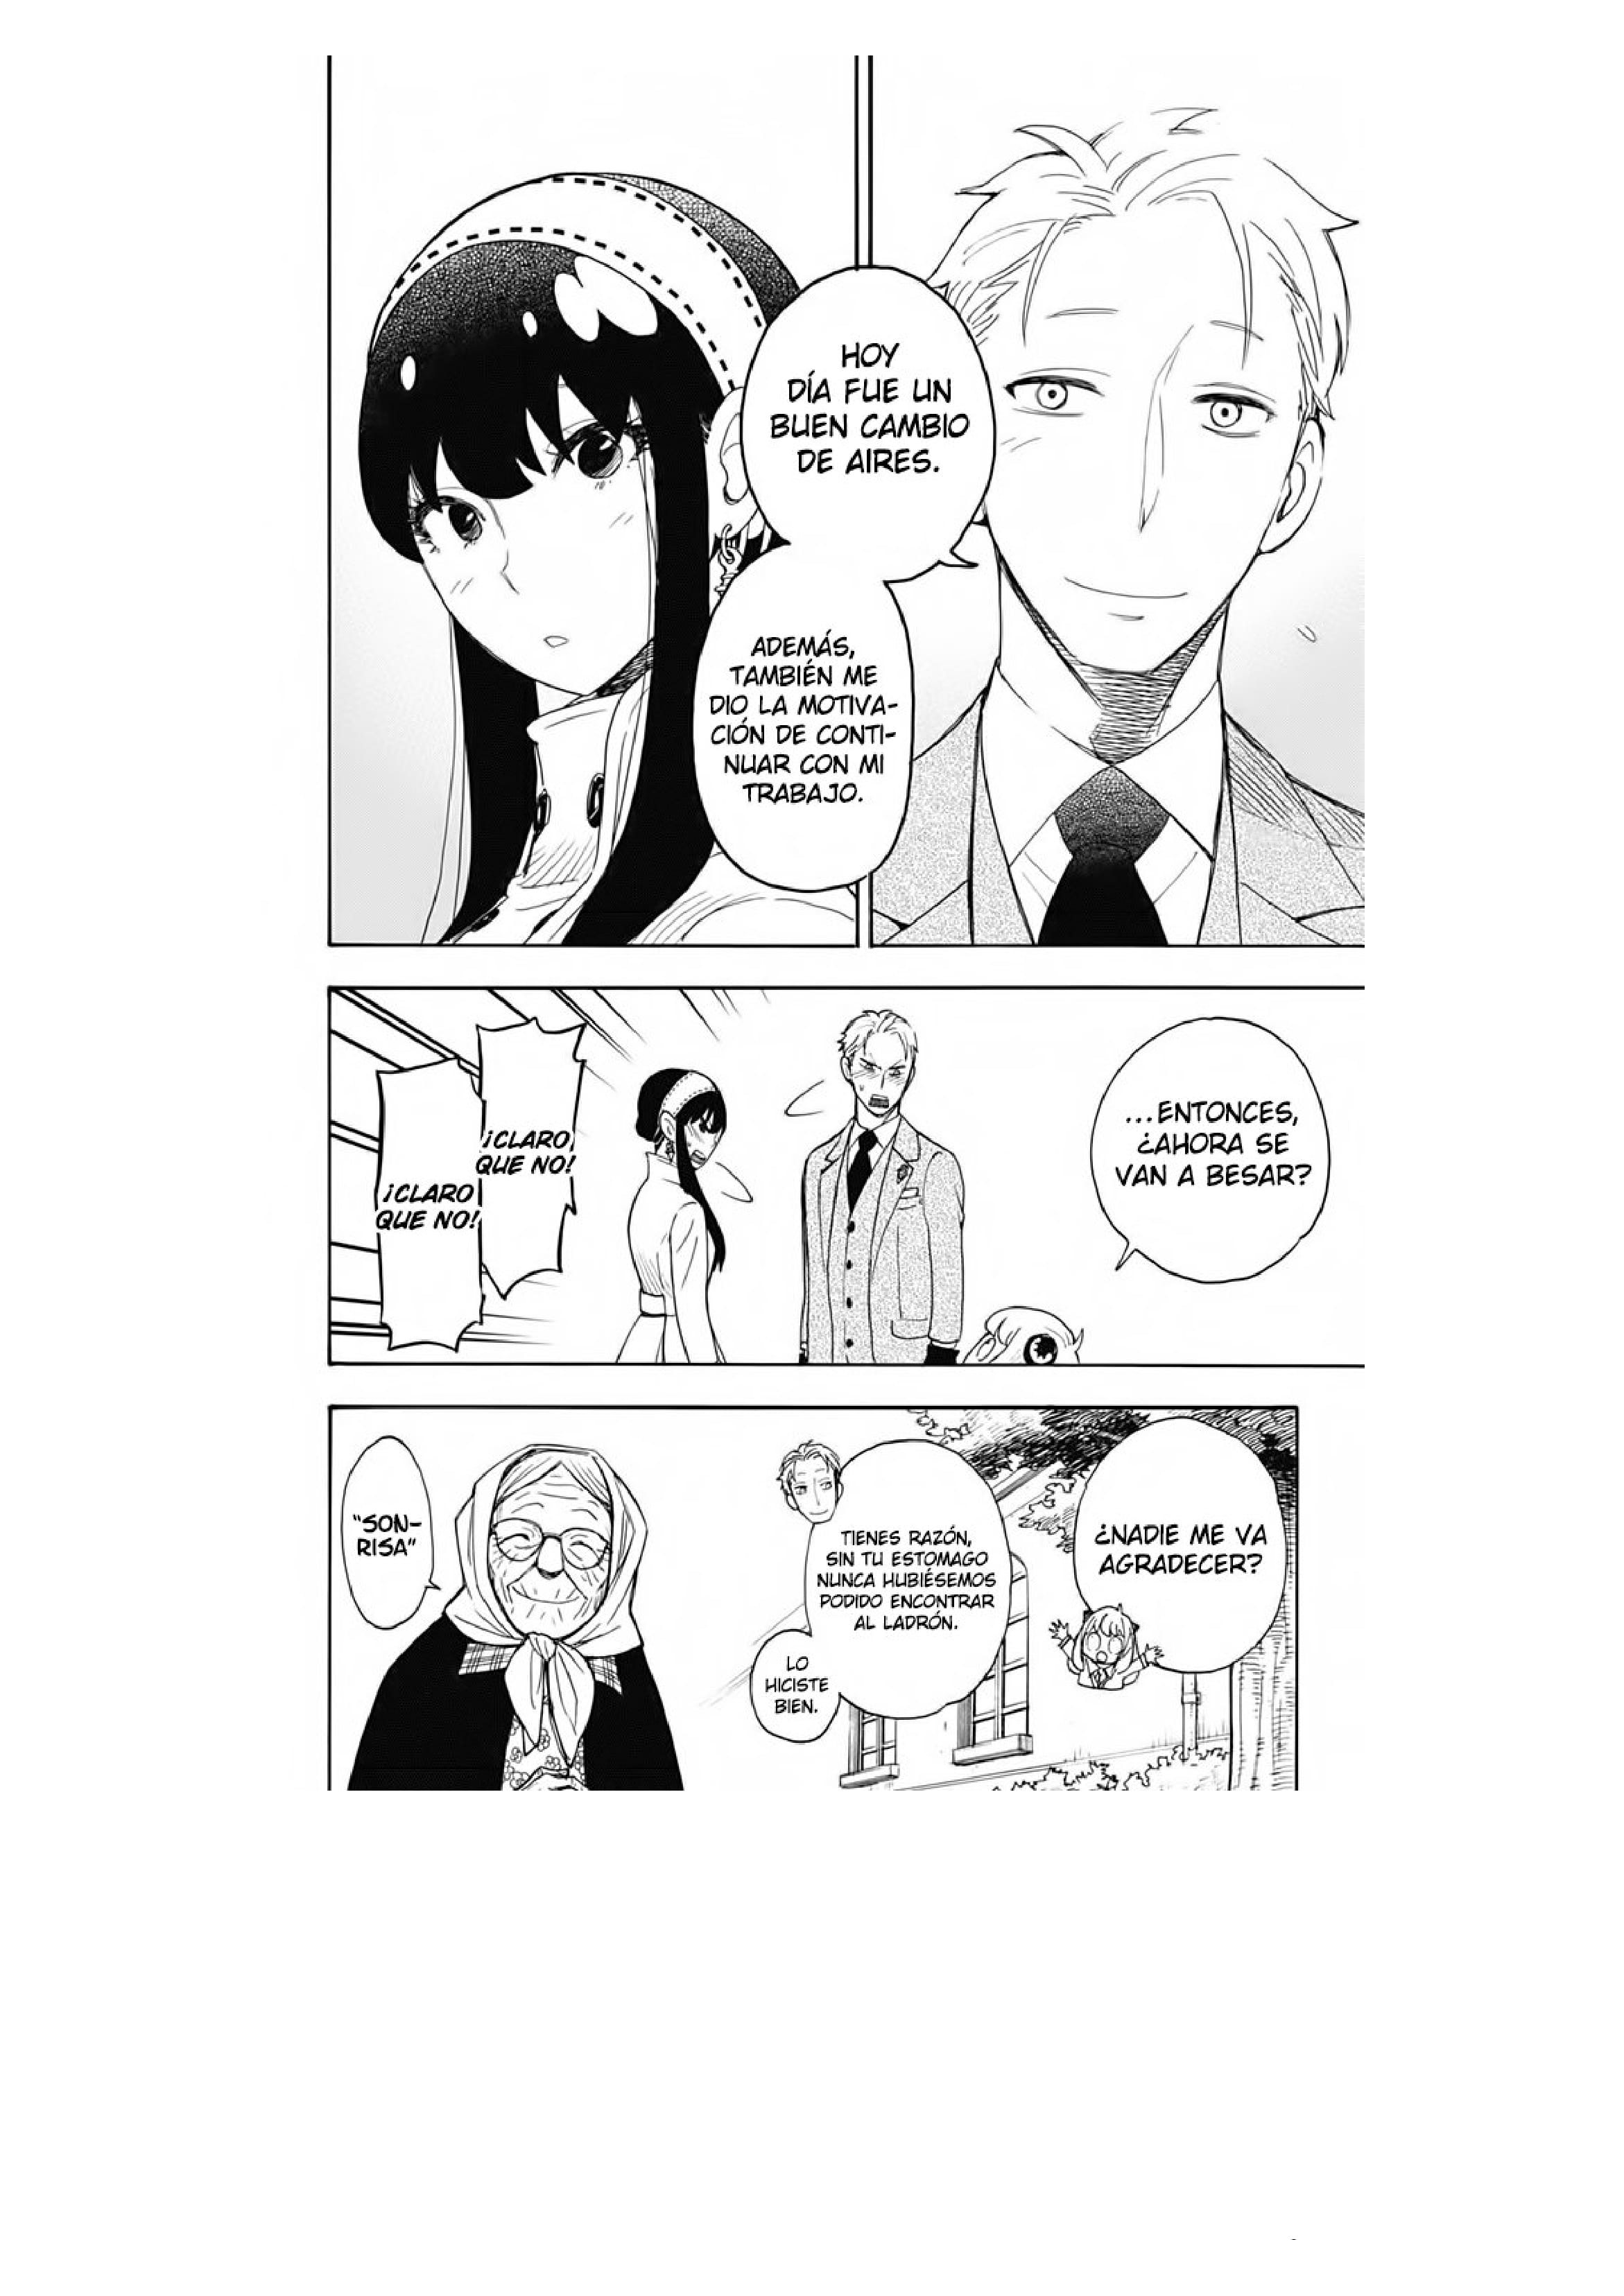 HOY
DÍA FUE UN
BUEN CAMBIO
DE AIRES.
ADEMÁS,
TAMBIÉN ME
DIO LA MOTIVA-
CIÓN DE CONTI-
NUAR CON MI
TRABAJO.
...ENTONCES,
¿AHORA SE
VAN A BESAR?
¡CLARO
QUE NO!
¡CLARO
QUE NO!
¿NADIE ME VA
AGRADECER?
TIENES RAZÓN,
SIN TU ESTOMAGO
NUNCA HUBIÉSEMOS
PODIDO ENCONTRAR
AL LADRÓN.
LO
HICISTE
BIEN.
"SON-
RISA"